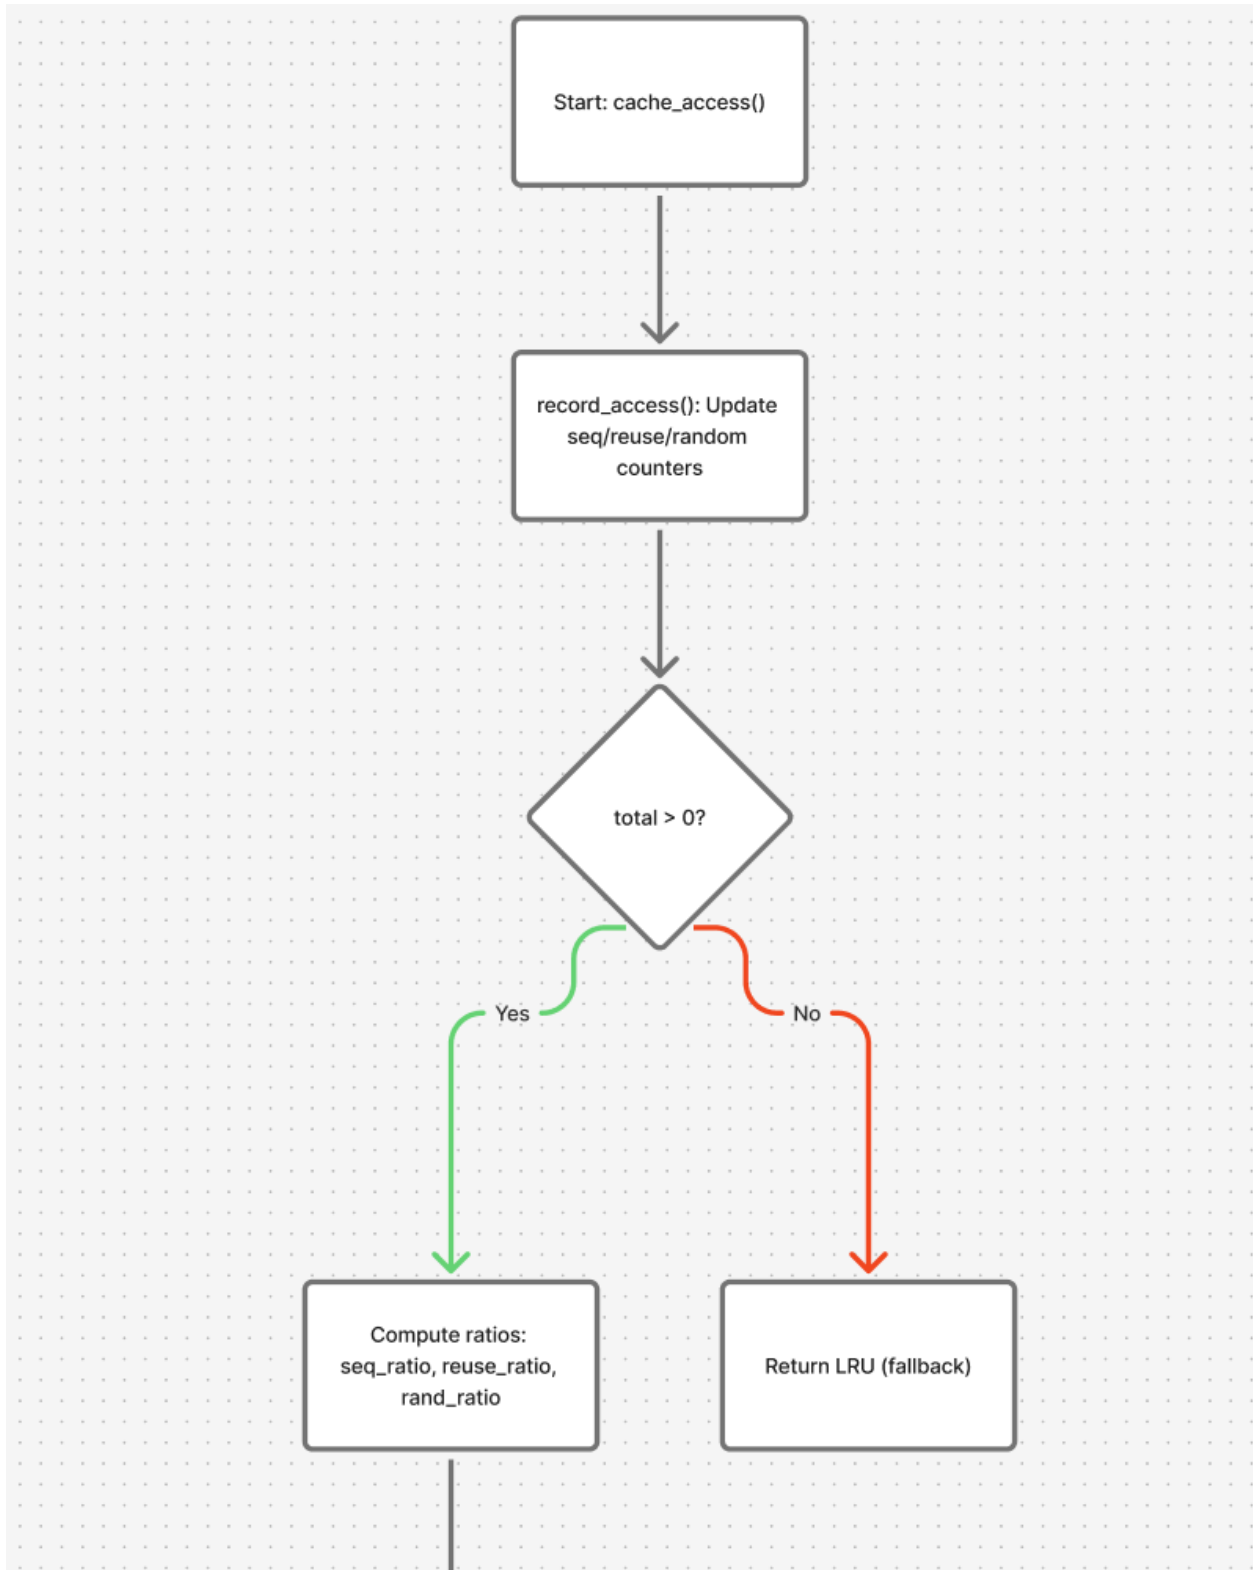 Start: cache_access()
record_access(): Update
seq/reuse/random
counters
total > 0?
Yes
No
Compute ratios:
seq_ratio, reuse_ratio,
rand_ratio
Return LRU (fallback)